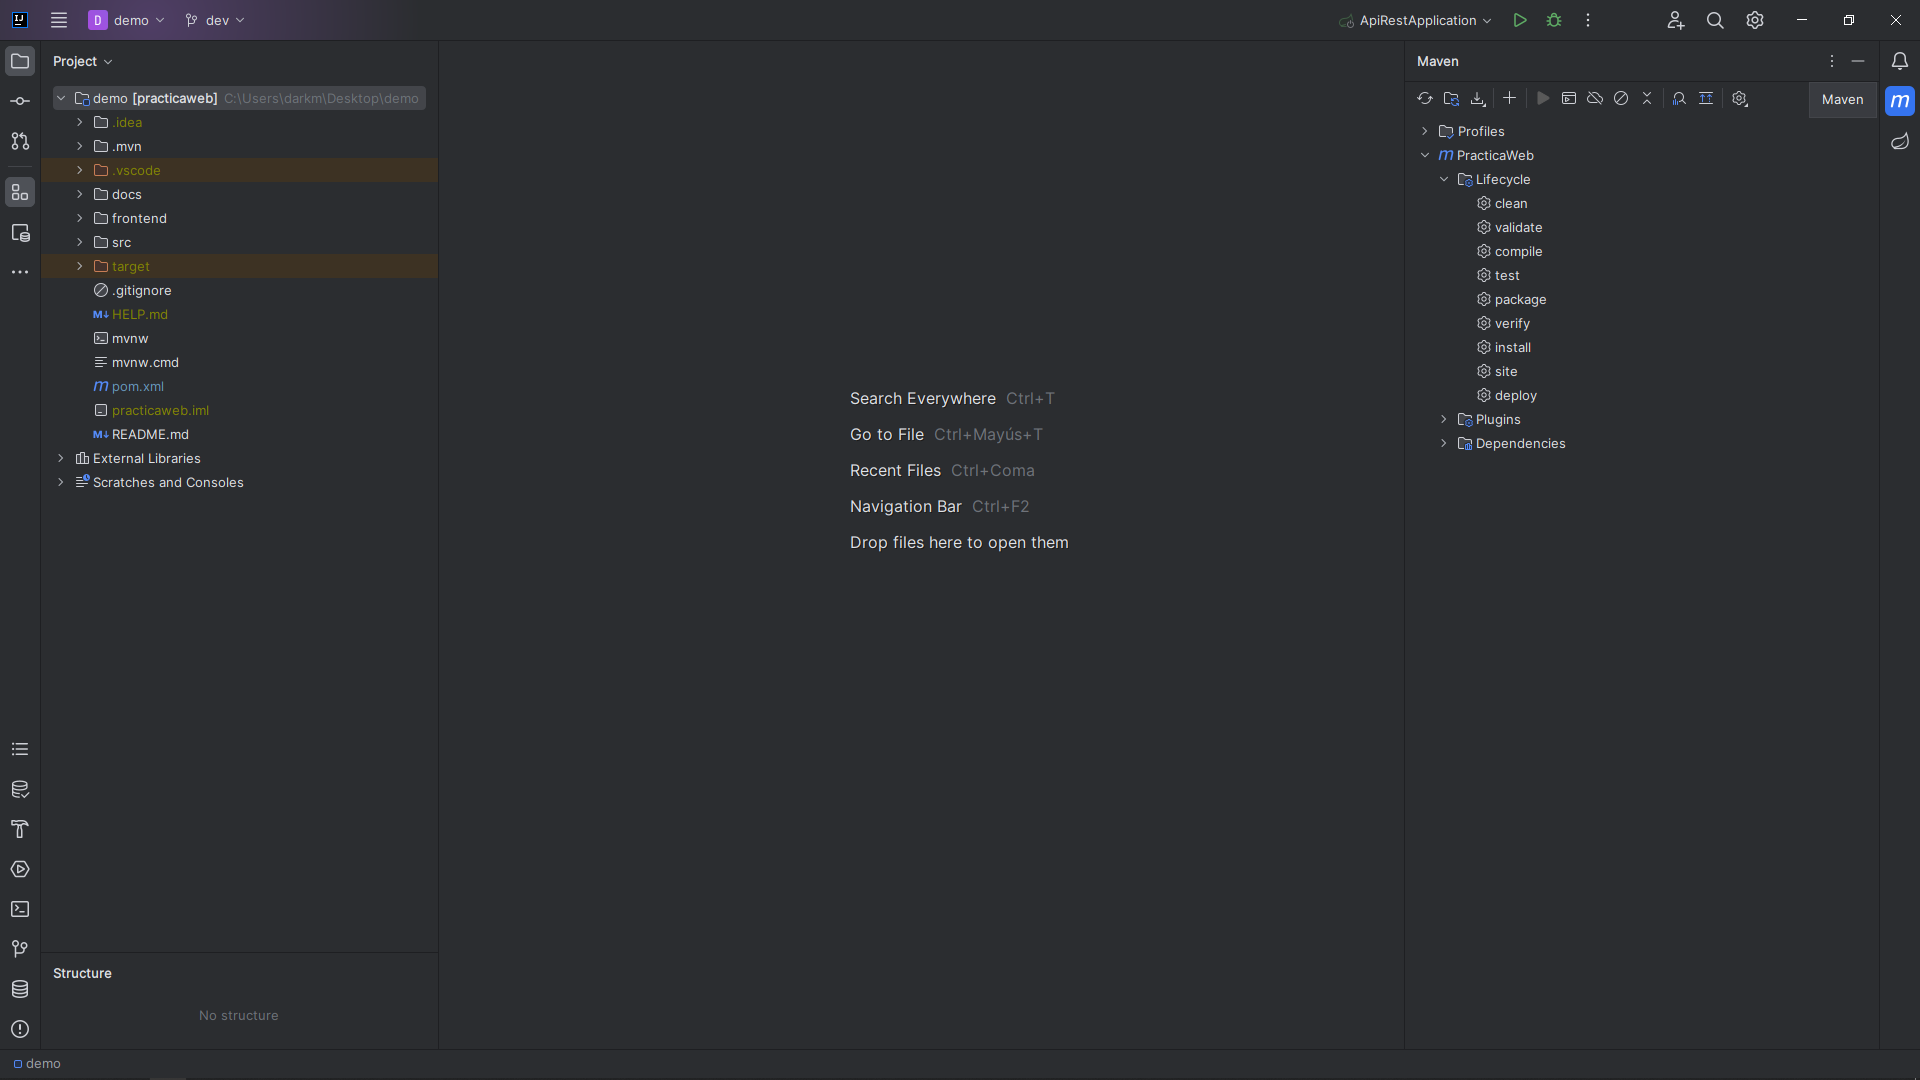 IJ
D demo
dev
ApiRestApplication
Project
demo [practicaweb] C:\Users\darkm\Desktop\demo
.idea
.mvn
.vscode
docs
frontend
src
target
.gitignore
M↓ HELP.md
mvnw
mvnw.cmd
m pom.xml
practicaweb.iml
M↓ README.md
External Libraries
Scratches and Consoles
Structure
No structure
demo
Search Everywhere Ctrl+T
Go to File Ctrl+Mayús+T
Recent Files Ctrl+Coma
Navigation Bar Ctrl+F2
Drop files here to open them
Maven
Maven
m
Profiles
m PracticaWeb
Lifecycle
clean
validate
compile
test
package
verify
install
site
deploy
Plugins
Dependencies